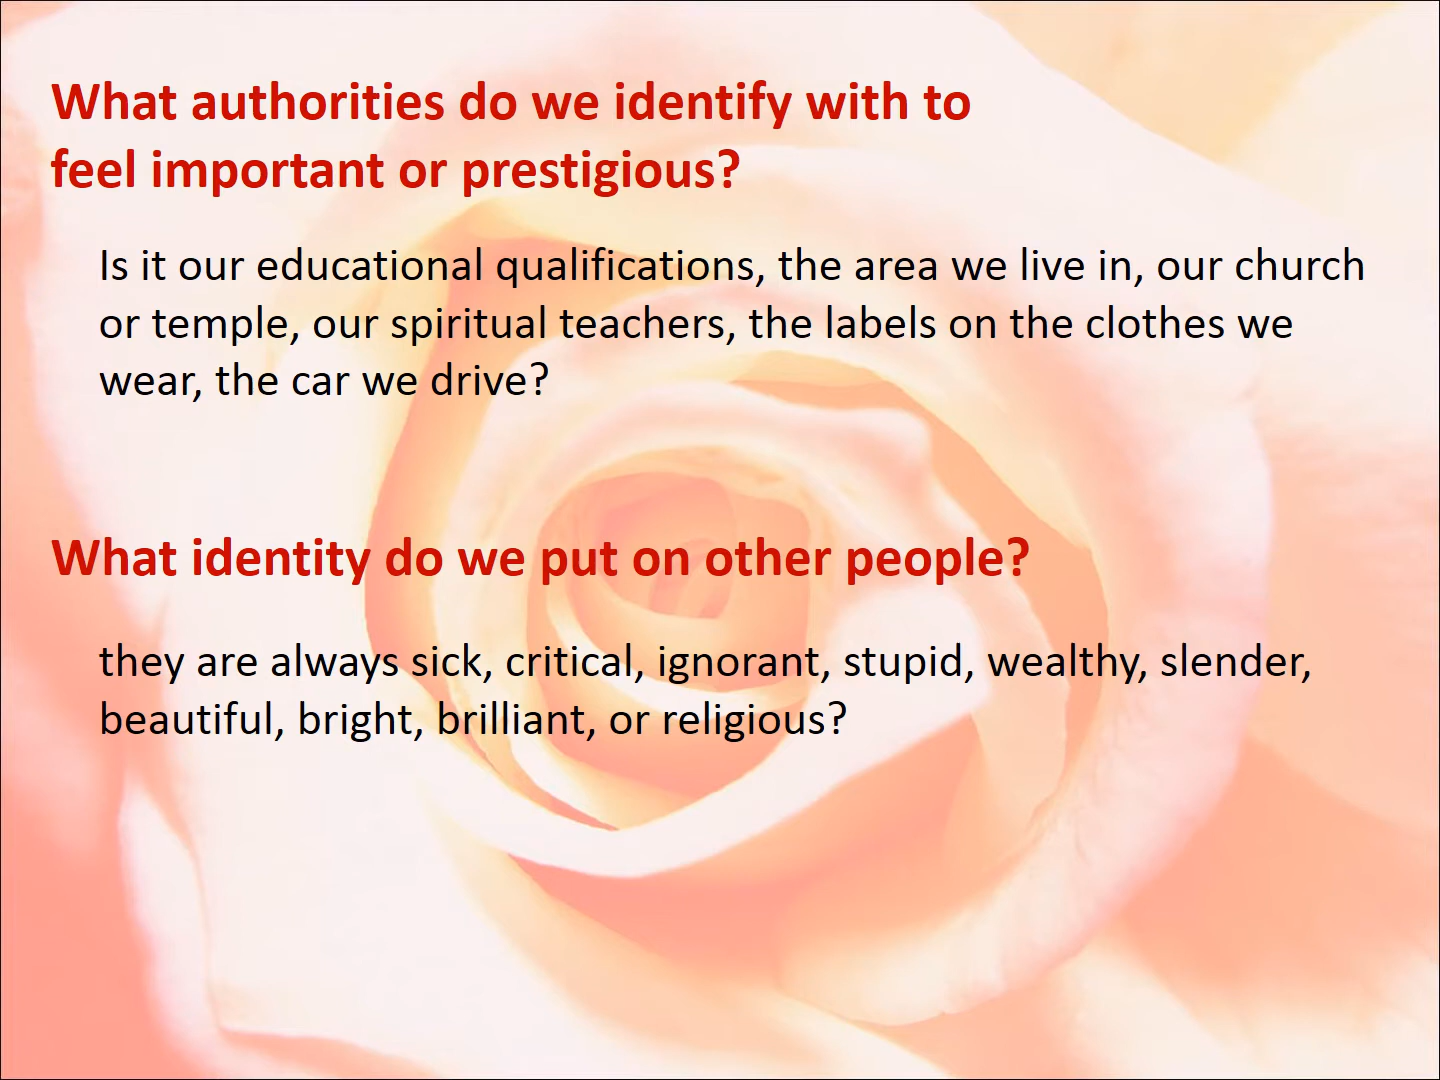 What authorities do we identify with to
feel important or prestigious?
Is it our educational qualifications, the area we live in, our church
or temple, our spiritual teachers, the labels on the clothes we
wear, the car we drive?
What identity do we put on other people?
they are always sick, critical, ignorant, stupid, wealthy, slender,
beautiful, bright, brilliant, or religious?